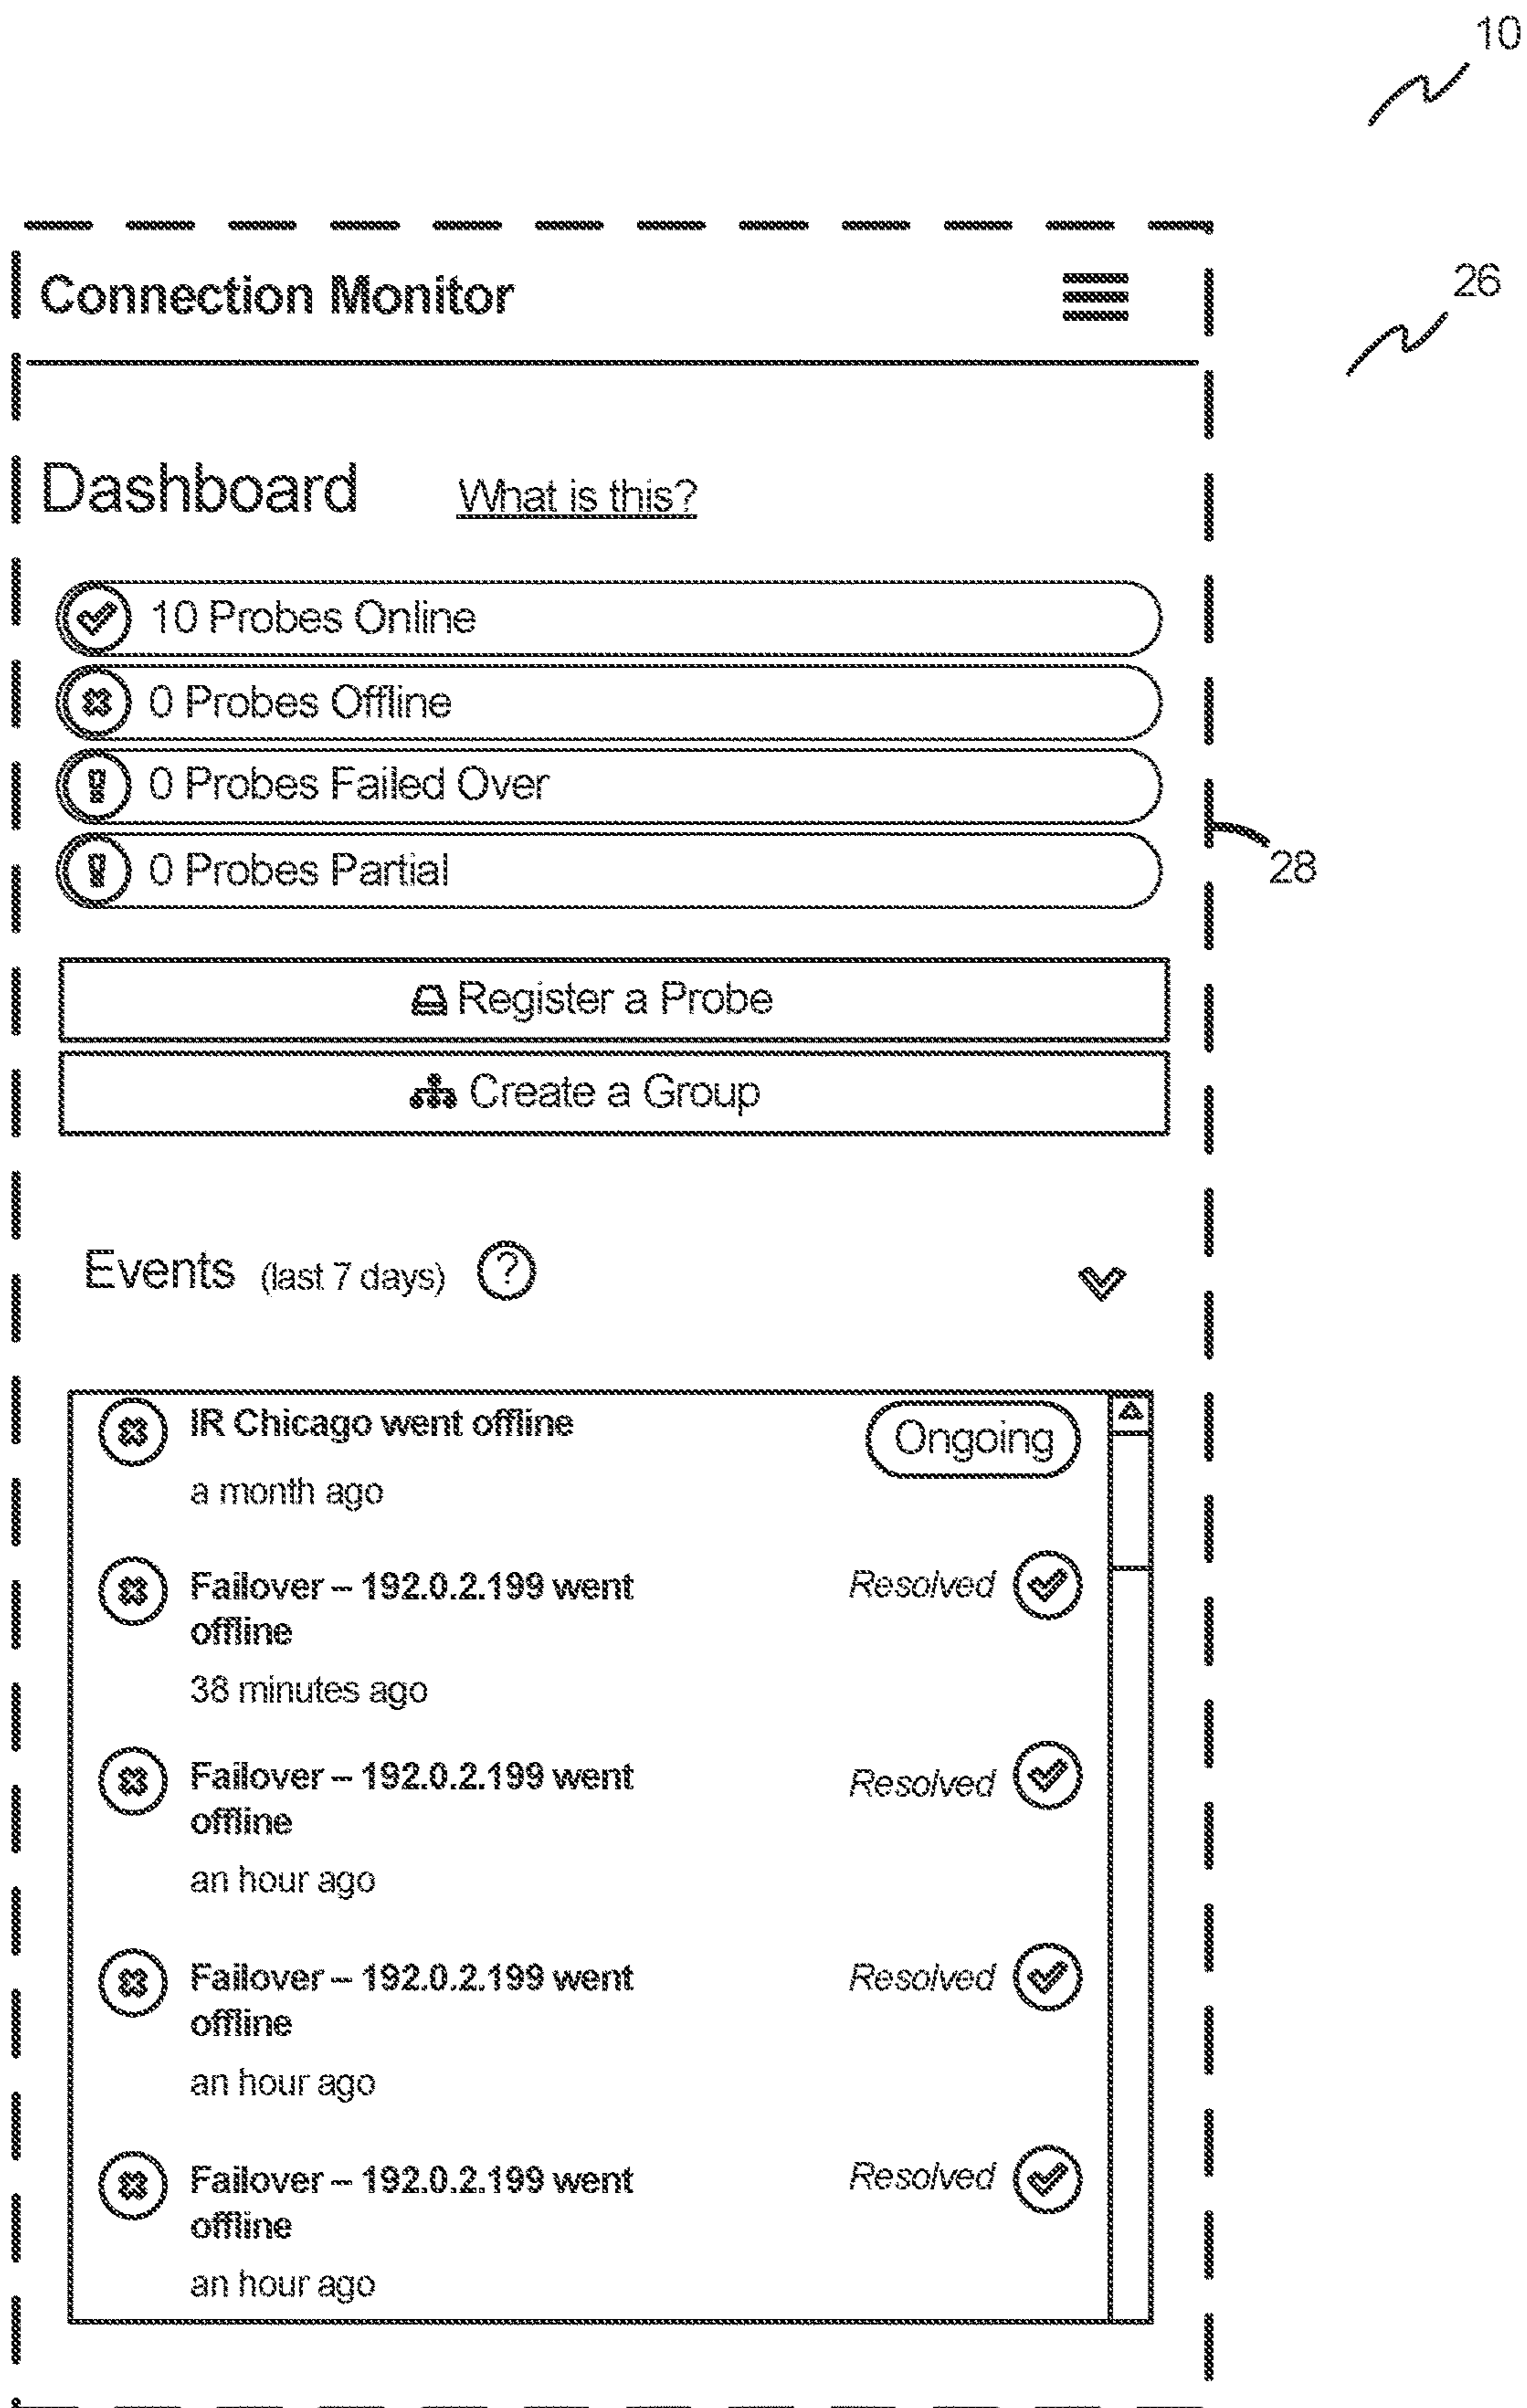 10
Connection Monitor
26
Dashboard What is this?
10 Probes Online
0 Probes Offline
0 Probes Failed Over
0 Probes Partial
28
Register a Probe
Create a Group
Events (last 7 days) ?
IR Chicago went offline Ongoing
a month ago
Failover – 192.0.2.199 went Resolved
offline
38 minutes ago
Failover – 192.0.2.199 went Resolved
offline
an hour ago
Failover – 192.0.2.199 went Resolved
offline
an hour ago
Failover – 192.0.2.199 went Resolved
offline
an hour ago